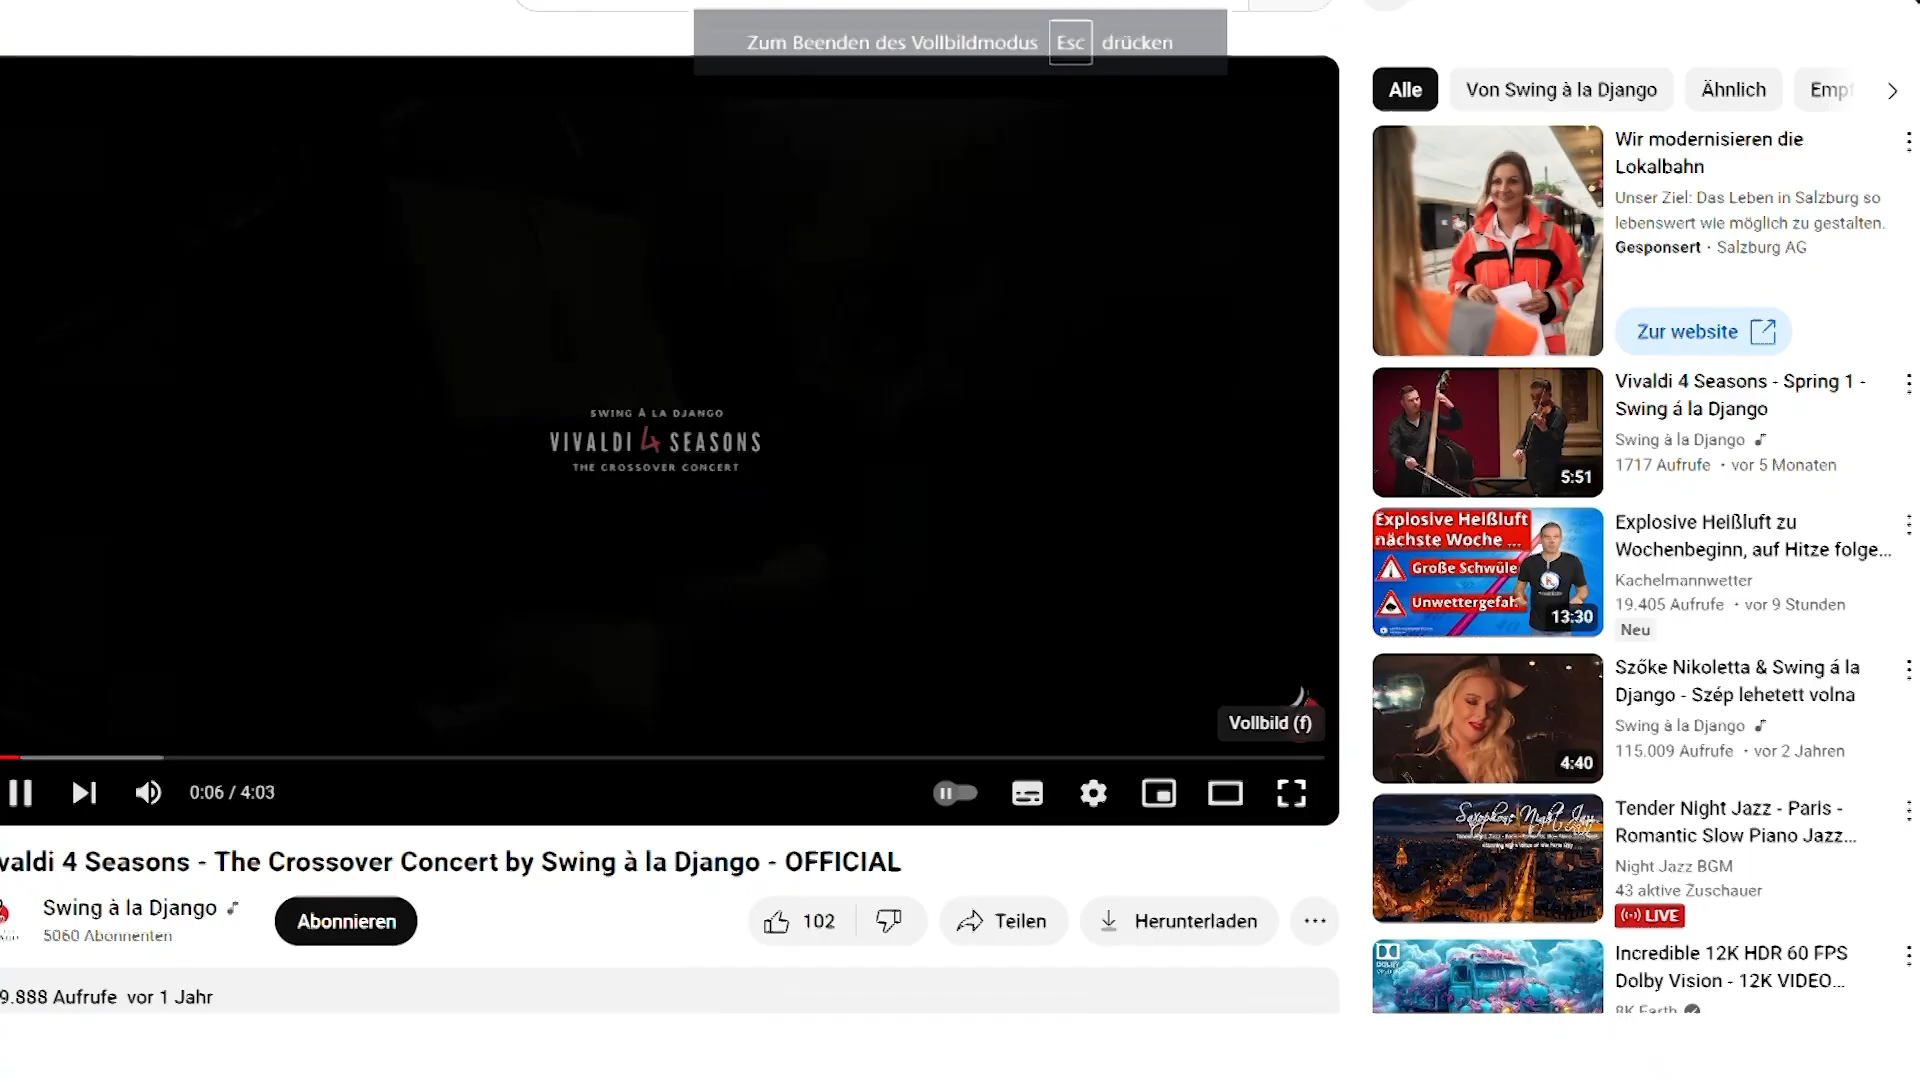 Zum Beenden des Vollbildmodus Esc drücken
SWING À LA DJANGO
VIVALDI 4 SEASONS
THE CROSSOVER CONCERT
Vollbild (f)
0:06 / 4:03
valdi 4 Seasons - The Crossover Concert by Swing à la Django - OFFICIAL
Swing à la Django
5060 Abonnenten
Abonnieren
102
Teilen
Herunterladen
9.888 Aufrufe vor 1 Jahr
Alle
Von Swing à la Django
Ähnlich
Empf
Wir modernisieren die
Lokalbahn
Unser Ziel: Das Leben in Salzburg so
lebenswert wie möglich zu gestalten.
Gesponsert · Salzburg AG
Zur website
5:51
Vivaldi 4 Seasons - Spring 1 -
Swing á la Django
Swing à la Django
1717 Aufrufe · vor 5 Monaten
Explosive Heißluft
nächste Woche ...
Große Schwüle
Unwettergefahr
13:30
Explosive Heißluft zu
Wochenbeginn, auf Hitze folge...
Kachelmannwetter
19.405 Aufrufe · vor 9 Stunden
Neu
4:40
Szőke Nikoletta & Swing á la
Django - Szép lehetett volna
Swing à la Django
115.009 Aufrufe · vor 2 Jahren
Saxophone Night Jazz
Tender Night Jazz - Paris -
Romantic Slow Piano Jazz...
Night Jazz BGM
43 aktive Zuschauer
LIVE
DOLBY
Incredible 12K HDR 60 FPS
Dolby Vision - 12K VIDEO...
8K Earth